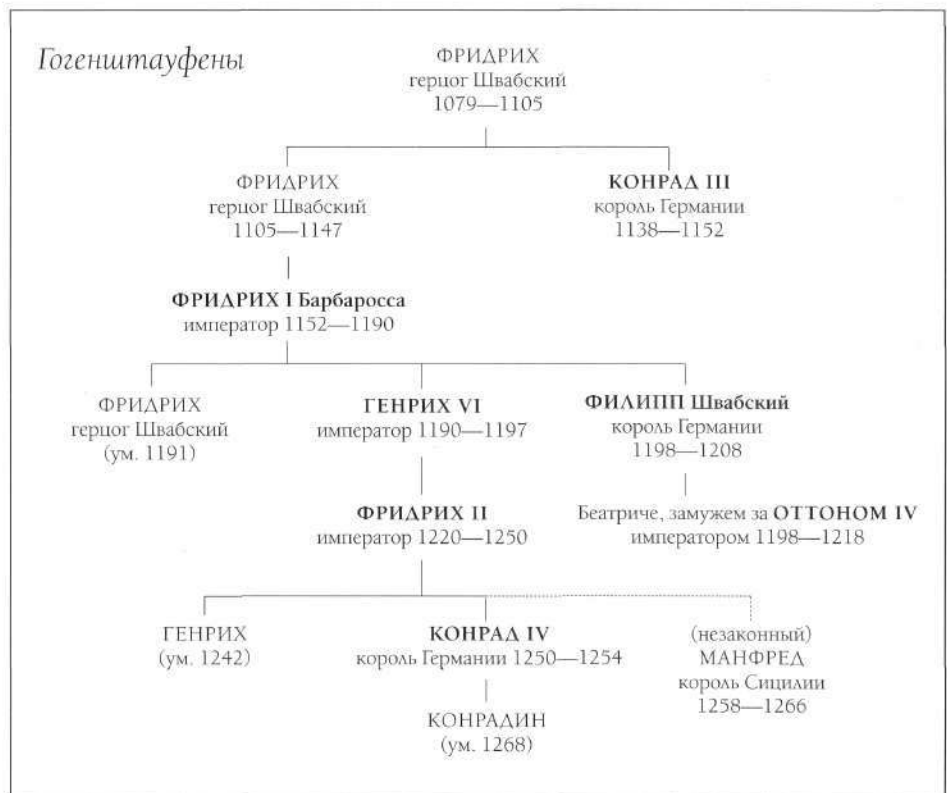 Гогенштауфены
ФРИДРИХ
герцог Швабский
1079—1105
ФРИДРИХ
герцог Швабский
1105—1147
КОНРАД III
король Германии
1138—1152
ФРИДРИХ I Барбаросса
император 1152—1190
ФРИДРИХ
герцог Швабский
(ум. 1191)
ГЕНРИХ VI
император 1190—1197
ФИЛИПП Швабский
король Германии
1198—1208
ФРИДРИХ II
император 1220—1250
Беатриче, замужем за ОТТОНОМ IV
императором 1198—1218
ГЕНРИХ
(ум. 1242)
КОНРАД IV
король Германии 1250—1254
(незаконный)
МАНФРЕД
король Сицилии
1258—1266
КОНРАДИН
(ум. 1268)